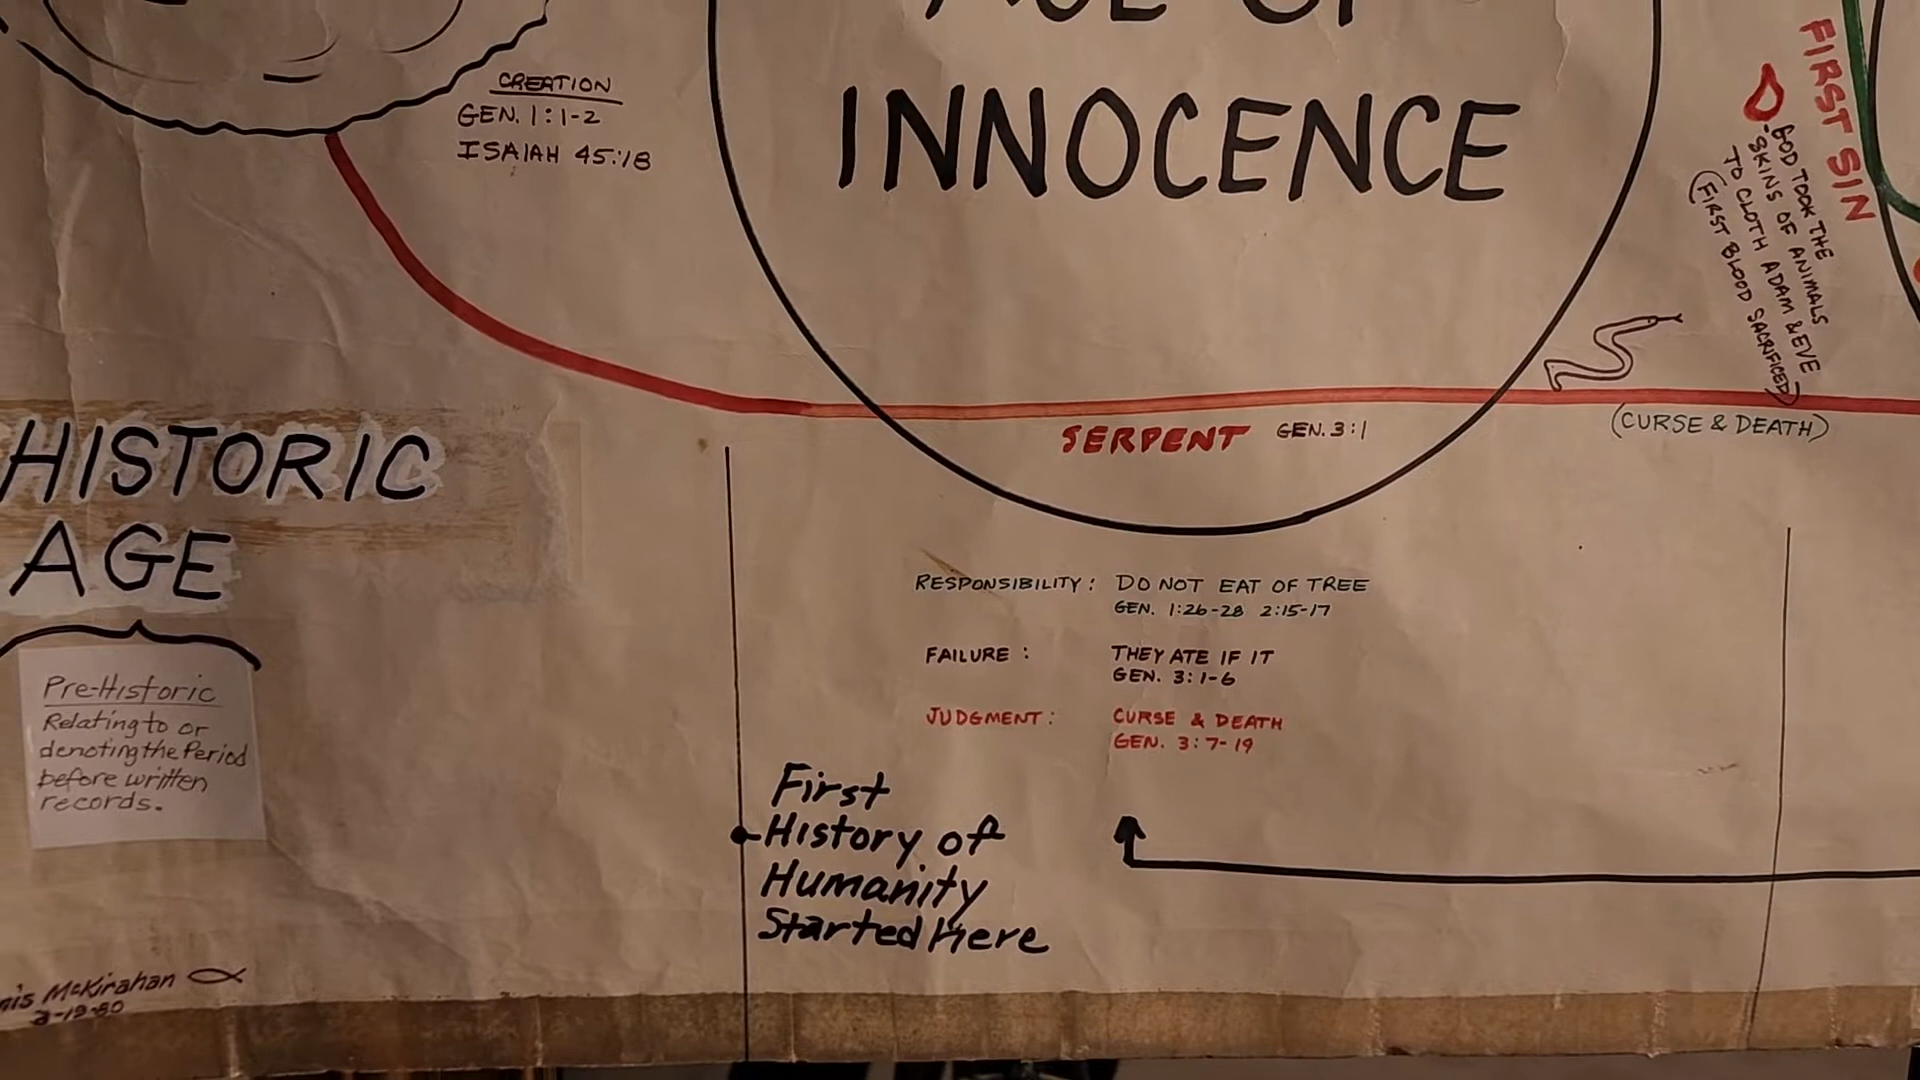 AGE OF
INNOCENCE
CREATION
GEN. 1:1-2
ISAIAH 45:18
FIRST SIN
GOD TOOK THE
SKINS OF ANIMALS
TO CLOTH ADAM & EVE
(FIRST BLOOD SACRIFICED)
SERPENT GEN. 3:1
(CURSE & DEATH)
HISTORIC
AGE
Pre-Historic
Relating to or
denoting the Period
before written
records.
RESPONSIBILITY: DO NOT EAT OF TREE
GEN. 1:26-28 2:15-17
FAILURE: THEY ATE IF IT
GEN. 3:1-6
JUDGMENT: CURSE & DEATH
GEN. 3:7-19
First
History of
Humanity
Started Here
nis McKirahan